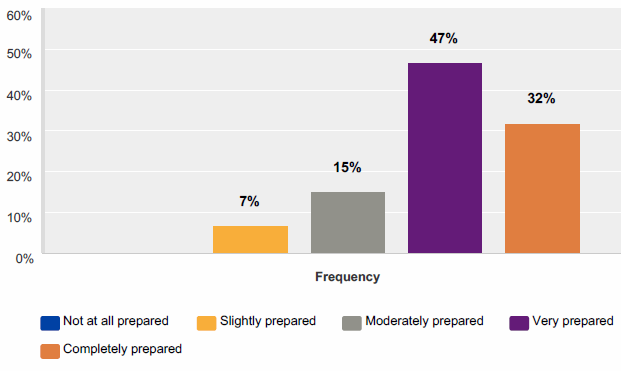 60%
50%
40%
30%
20%
10%
0%
7%
15%
47%
32%
Frequency
Not at all prepared
Slightly prepared
Moderately prepared
Very prepared
Completely prepared